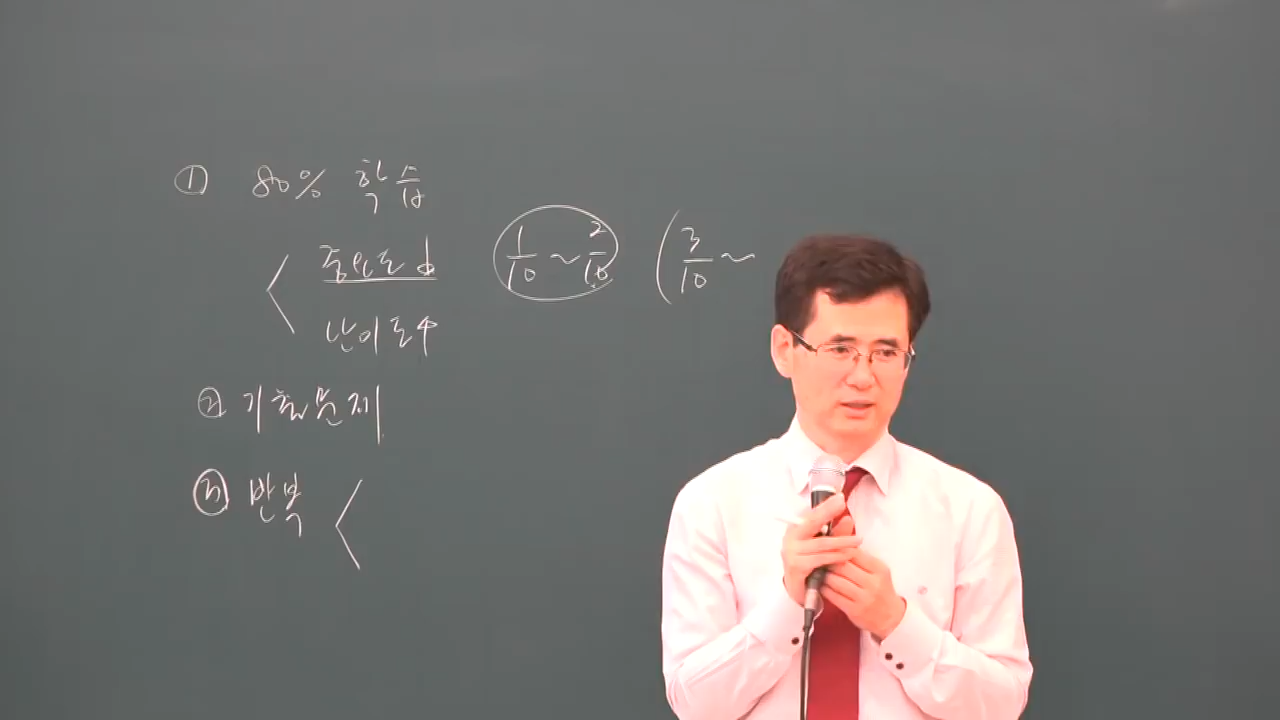 ① 80% 학습
중요도↓ 1/10 ~ 2/10 (3/10 ~
난이도↑
② 기출문제
③ 반복